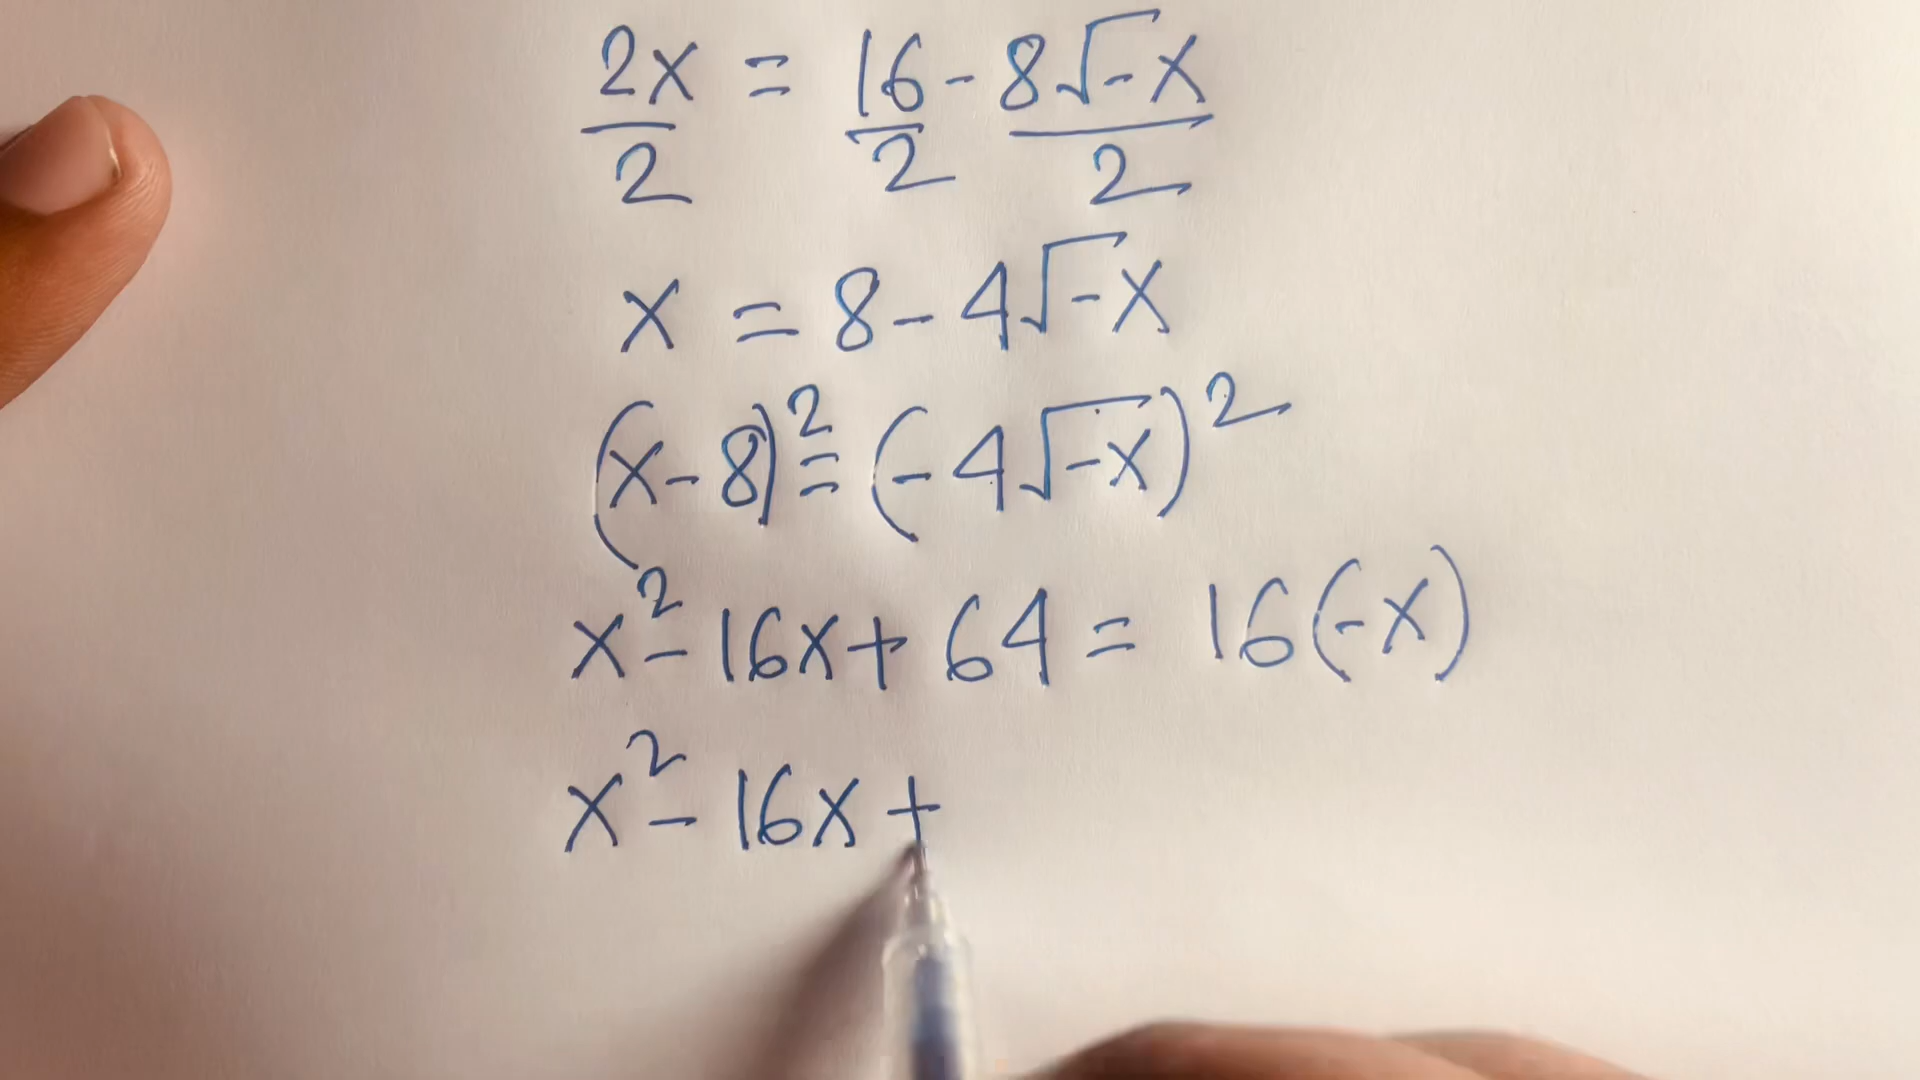 2x/2 = 16/2 - 8√-x/2
x = 8 - 4√-x
(x - 8)² = (-4√-x)²
x² - 16x + 64 = 16(-x)
x² - 16x +